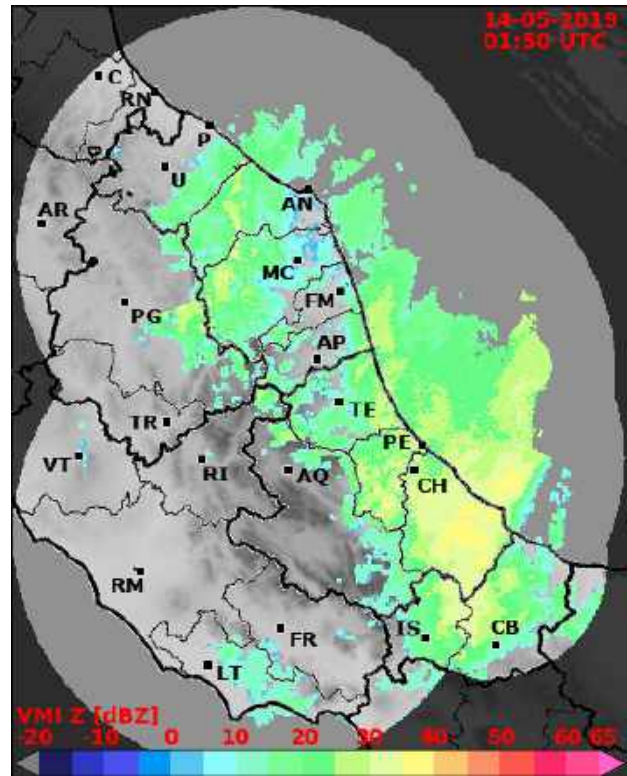 14-05-2019
01:50 UTC
C
RN
P
U
AN
AR
MC
FM
PG
AP
TE
TR
PE
VT
RI
AQ
CH
RM
FR
IS
CB
LT
VMI Z [dBZ]
-20 -10 0 10 20 30 40 50 60 65